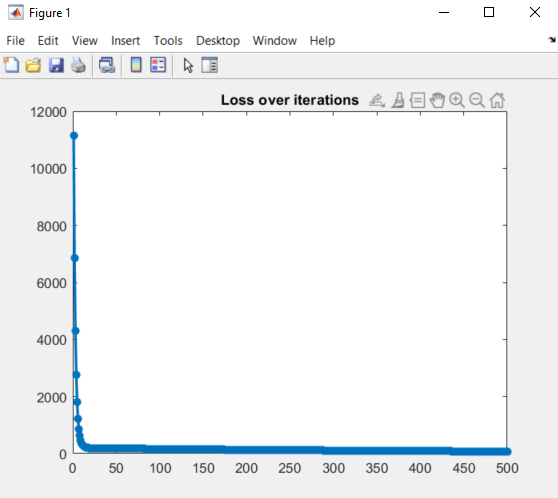 Figure 1
File Edit View Insert Tools Desktop Window Help
Loss over iterations
12000
10000
8000
6000
4000
2000
0
0 50 100 150 200 250 300 350 400 450 500